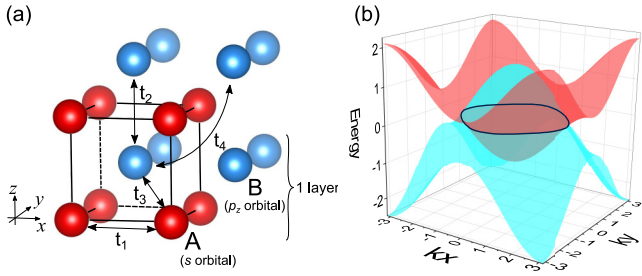 (a)
t₂
t₄
B
(p_z orbital)
1 layer
t₃
z
y
x
t₁
A
(s orbital)
(b)
Energy
2
1
0
-1
-2
-3
-2
-1
0
1
2
3
kx
-3
-2
-1
0
1
2
3
ky